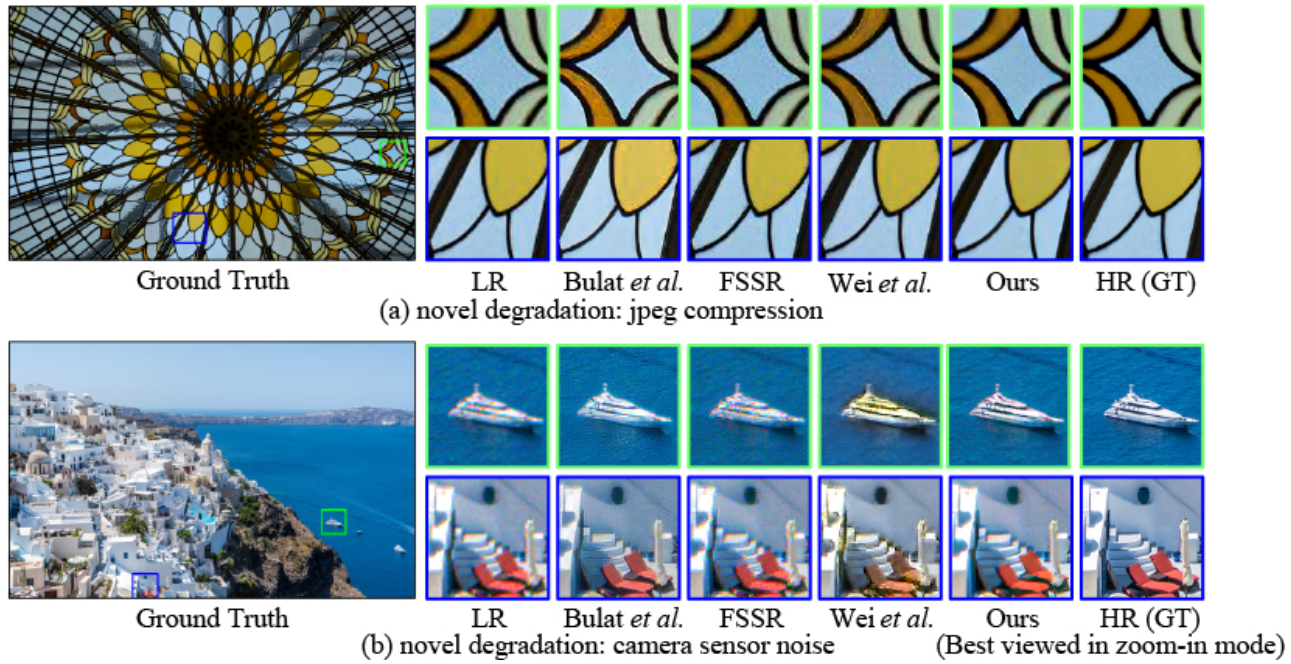 Ground Truth
LR
Bulat et al.
FSSR
Wei et al.
Ours
HR (GT)
(a) novel degradation: jpeg compression
Ground Truth
LR
Bulat et al.
FSSR
Wei et al.
Ours
HR (GT)
(b) novel degradation: camera sensor noise
(Best viewed in zoom-in mode)